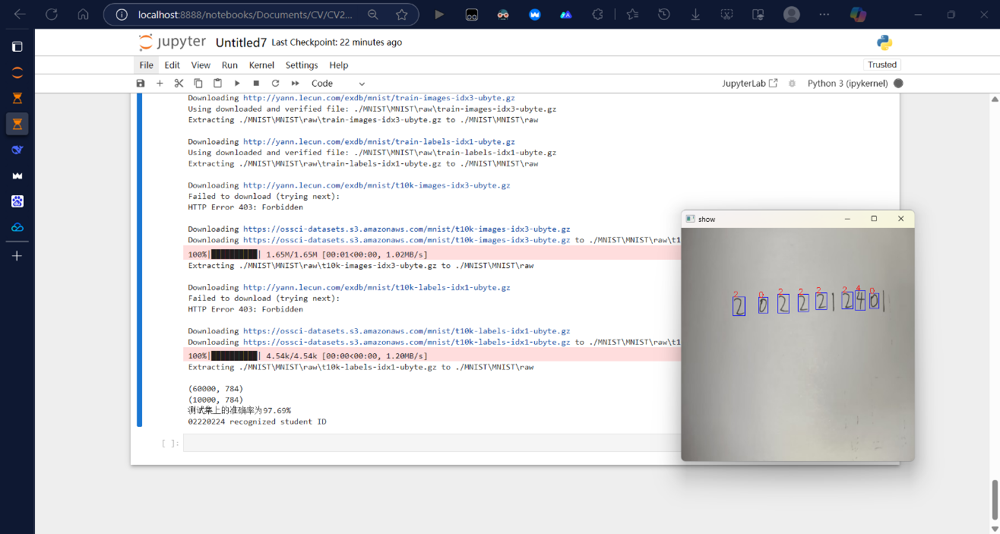 localhost:8888/notebooks/Documents/CV/CV2...
jupyter Untitled7 Last Checkpoint: 22 minutes ago
File Edit View Run Kernel Settings Help Trusted
Code JupyterLab Python 3 (ipykernel)
Downloading http://yann.lecun.com/exdb/mnist/train-images-idx3-ubyte.gz
Using downloaded and verified file: ./MNIST\MNIST\raw\train-images-idx3-ubyte.gz
Extracting ./MNIST\MNIST\raw\train-images-idx3-ubyte.gz to ./MNIST\MNIST\raw
Downloading http://yann.lecun.com/exdb/mnist/train-labels-idx1-ubyte.gz
Using downloaded and verified file: ./MNIST\MNIST\raw\train-labels-idx1-ubyte.gz
Extracting ./MNIST\MNIST\raw\train-labels-idx1-ubyte.gz to ./MNIST\MNIST\raw
Downloading http://yann.lecun.com/exdb/mnist/t10k-images-idx3-ubyte.gz
Failed to download (trying next):
HTTP Error 403: Forbidden
Downloading https://ossci-datasets.s3.amazonaws.com/mnist/t10k-images-idx3-ubyte.gz
Downloading https://ossci-datasets.s3.amazonaws.com/mnist/t10k-images-idx3-ubyte.gz to ./MNIST\MNIST\raw\t1
100%|██████████| 1.65M/1.65M [00:01<00:00, 1.02MB/s]
Extracting ./MNIST\MNIST\raw\t10k-images-idx3-ubyte.gz to ./MNIST\MNIST\raw
Downloading http://yann.lecun.com/exdb/mnist/t10k-labels-idx1-ubyte.gz
Failed to download (trying next):
HTTP Error 403: Forbidden
Downloading https://ossci-datasets.s3.amazonaws.com/mnist/t10k-labels-idx1-ubyte.gz
Downloading https://ossci-datasets.s3.amazonaws.com/mnist/t10k-labels-idx1-ubyte.gz to ./MNIST\MNIST\raw\t1
100%|██████████| 4.54k/4.54k [00:00<00:00, 1.20MB/s]
Extracting ./MNIST\MNIST\raw\t10k-labels-idx1-ubyte.gz to ./MNIST\MNIST\raw
(60000, 784)
(10000, 784)
测试集上的准确率为97.69%
02220224 recognized student ID
[ ]:
show
2 0 2 2 2 2 4 0
2 0 2 2 2 1 2 4 0 1